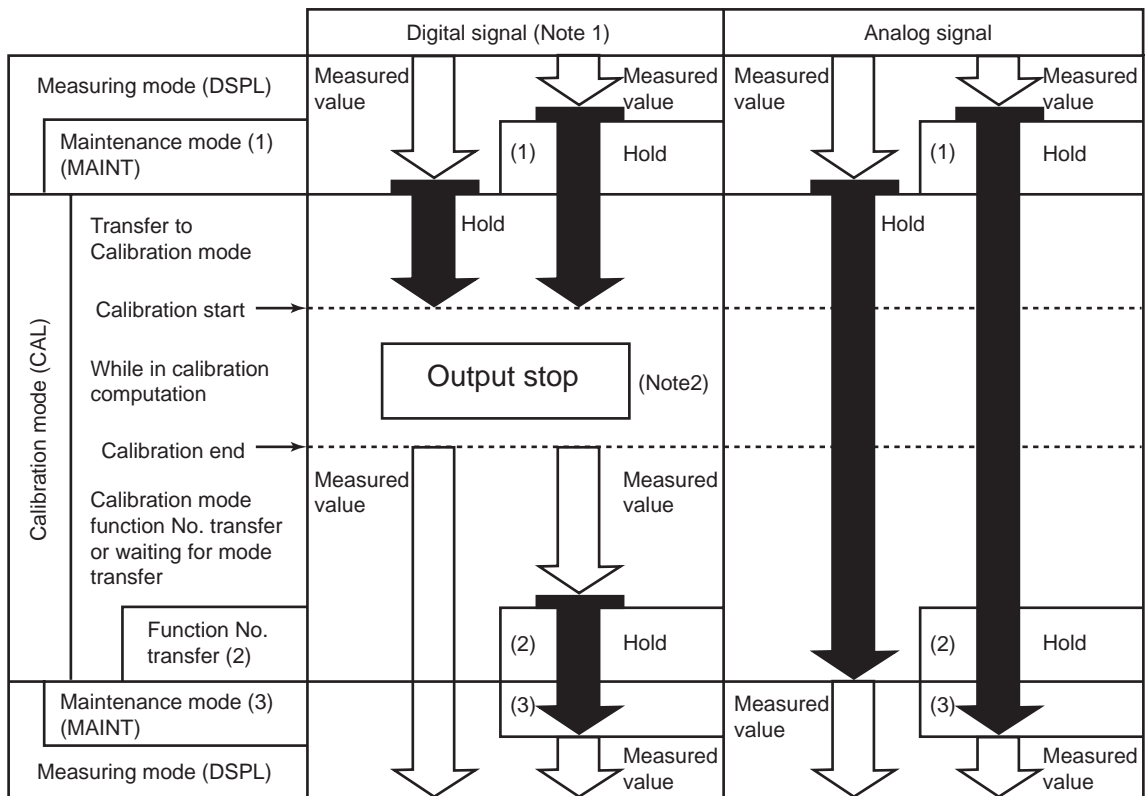 Digital signal (Note 1)
Analog signal
Measuring mode (DSPL)
Measured
value
Measured
value
Measured
value
Measured
value
Maintenance mode (1)
(MAINT)
(1)
Hold
(1)
Hold
Calibration mode (CAL)
Transfer to
Calibration mode
Hold
Hold
Calibration start
While in calibration
computation
Output stop
(Note2)
Calibration end
Measured
value
Measured
value
Calibration mode
function No. transfer
or waiting for mode
transfer
Function No.
transfer (2)
(2)
Hold
(2)
Hold
Maintenance mode (3)
(MAINT)
(3)
Measured
value
(3)
Measuring mode (DSPL)
Measured
value
Measured
value